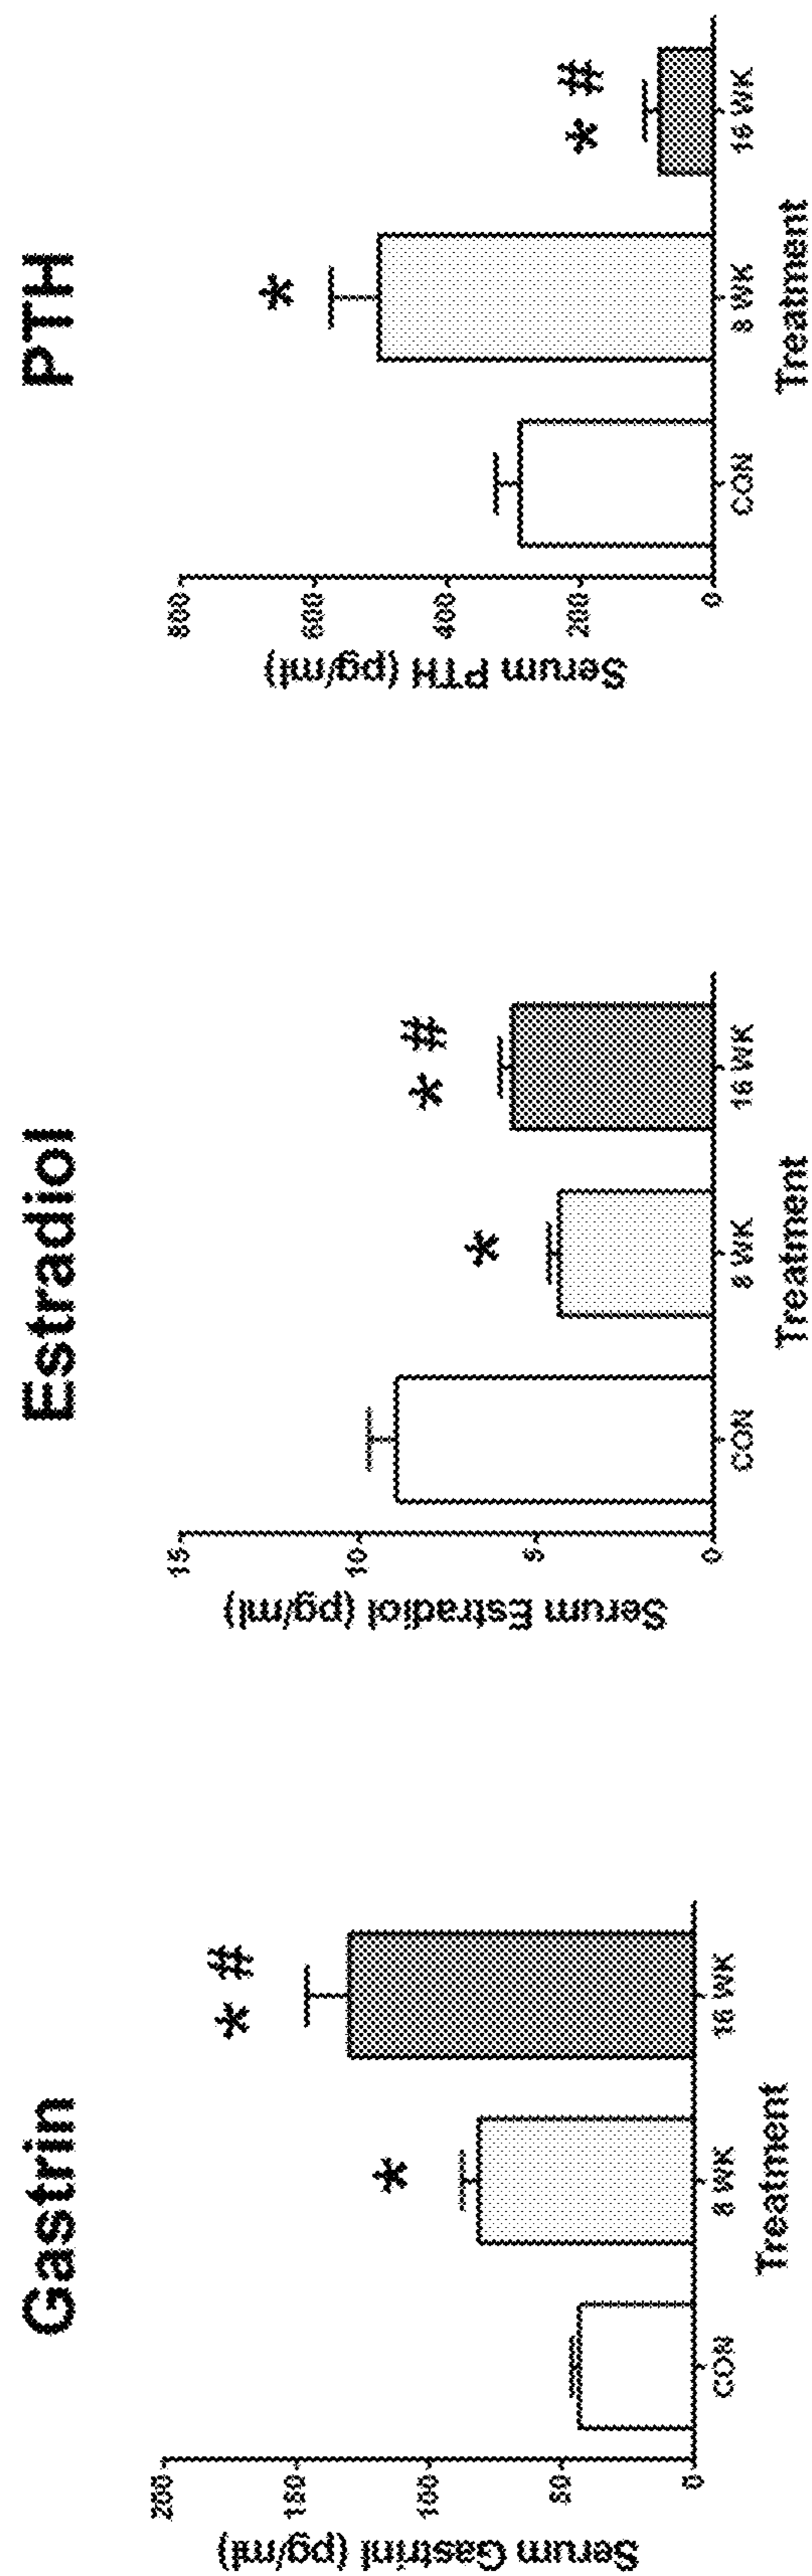 Gastrin
Serum Gastrinl (pg/ml)
200
150
100
50
0
*
* #
CON
8 WK
16 WK
Treatment
Estradiol
Serum Estradiol (pg/ml)
15
10
5
0
*
* #
CON
8 WK
16 WK
Treatment
PTH
Serum PTH (pg/ml)
800
600
400
200
0
*
* #
CON
8 WK
16 WK
Treatment